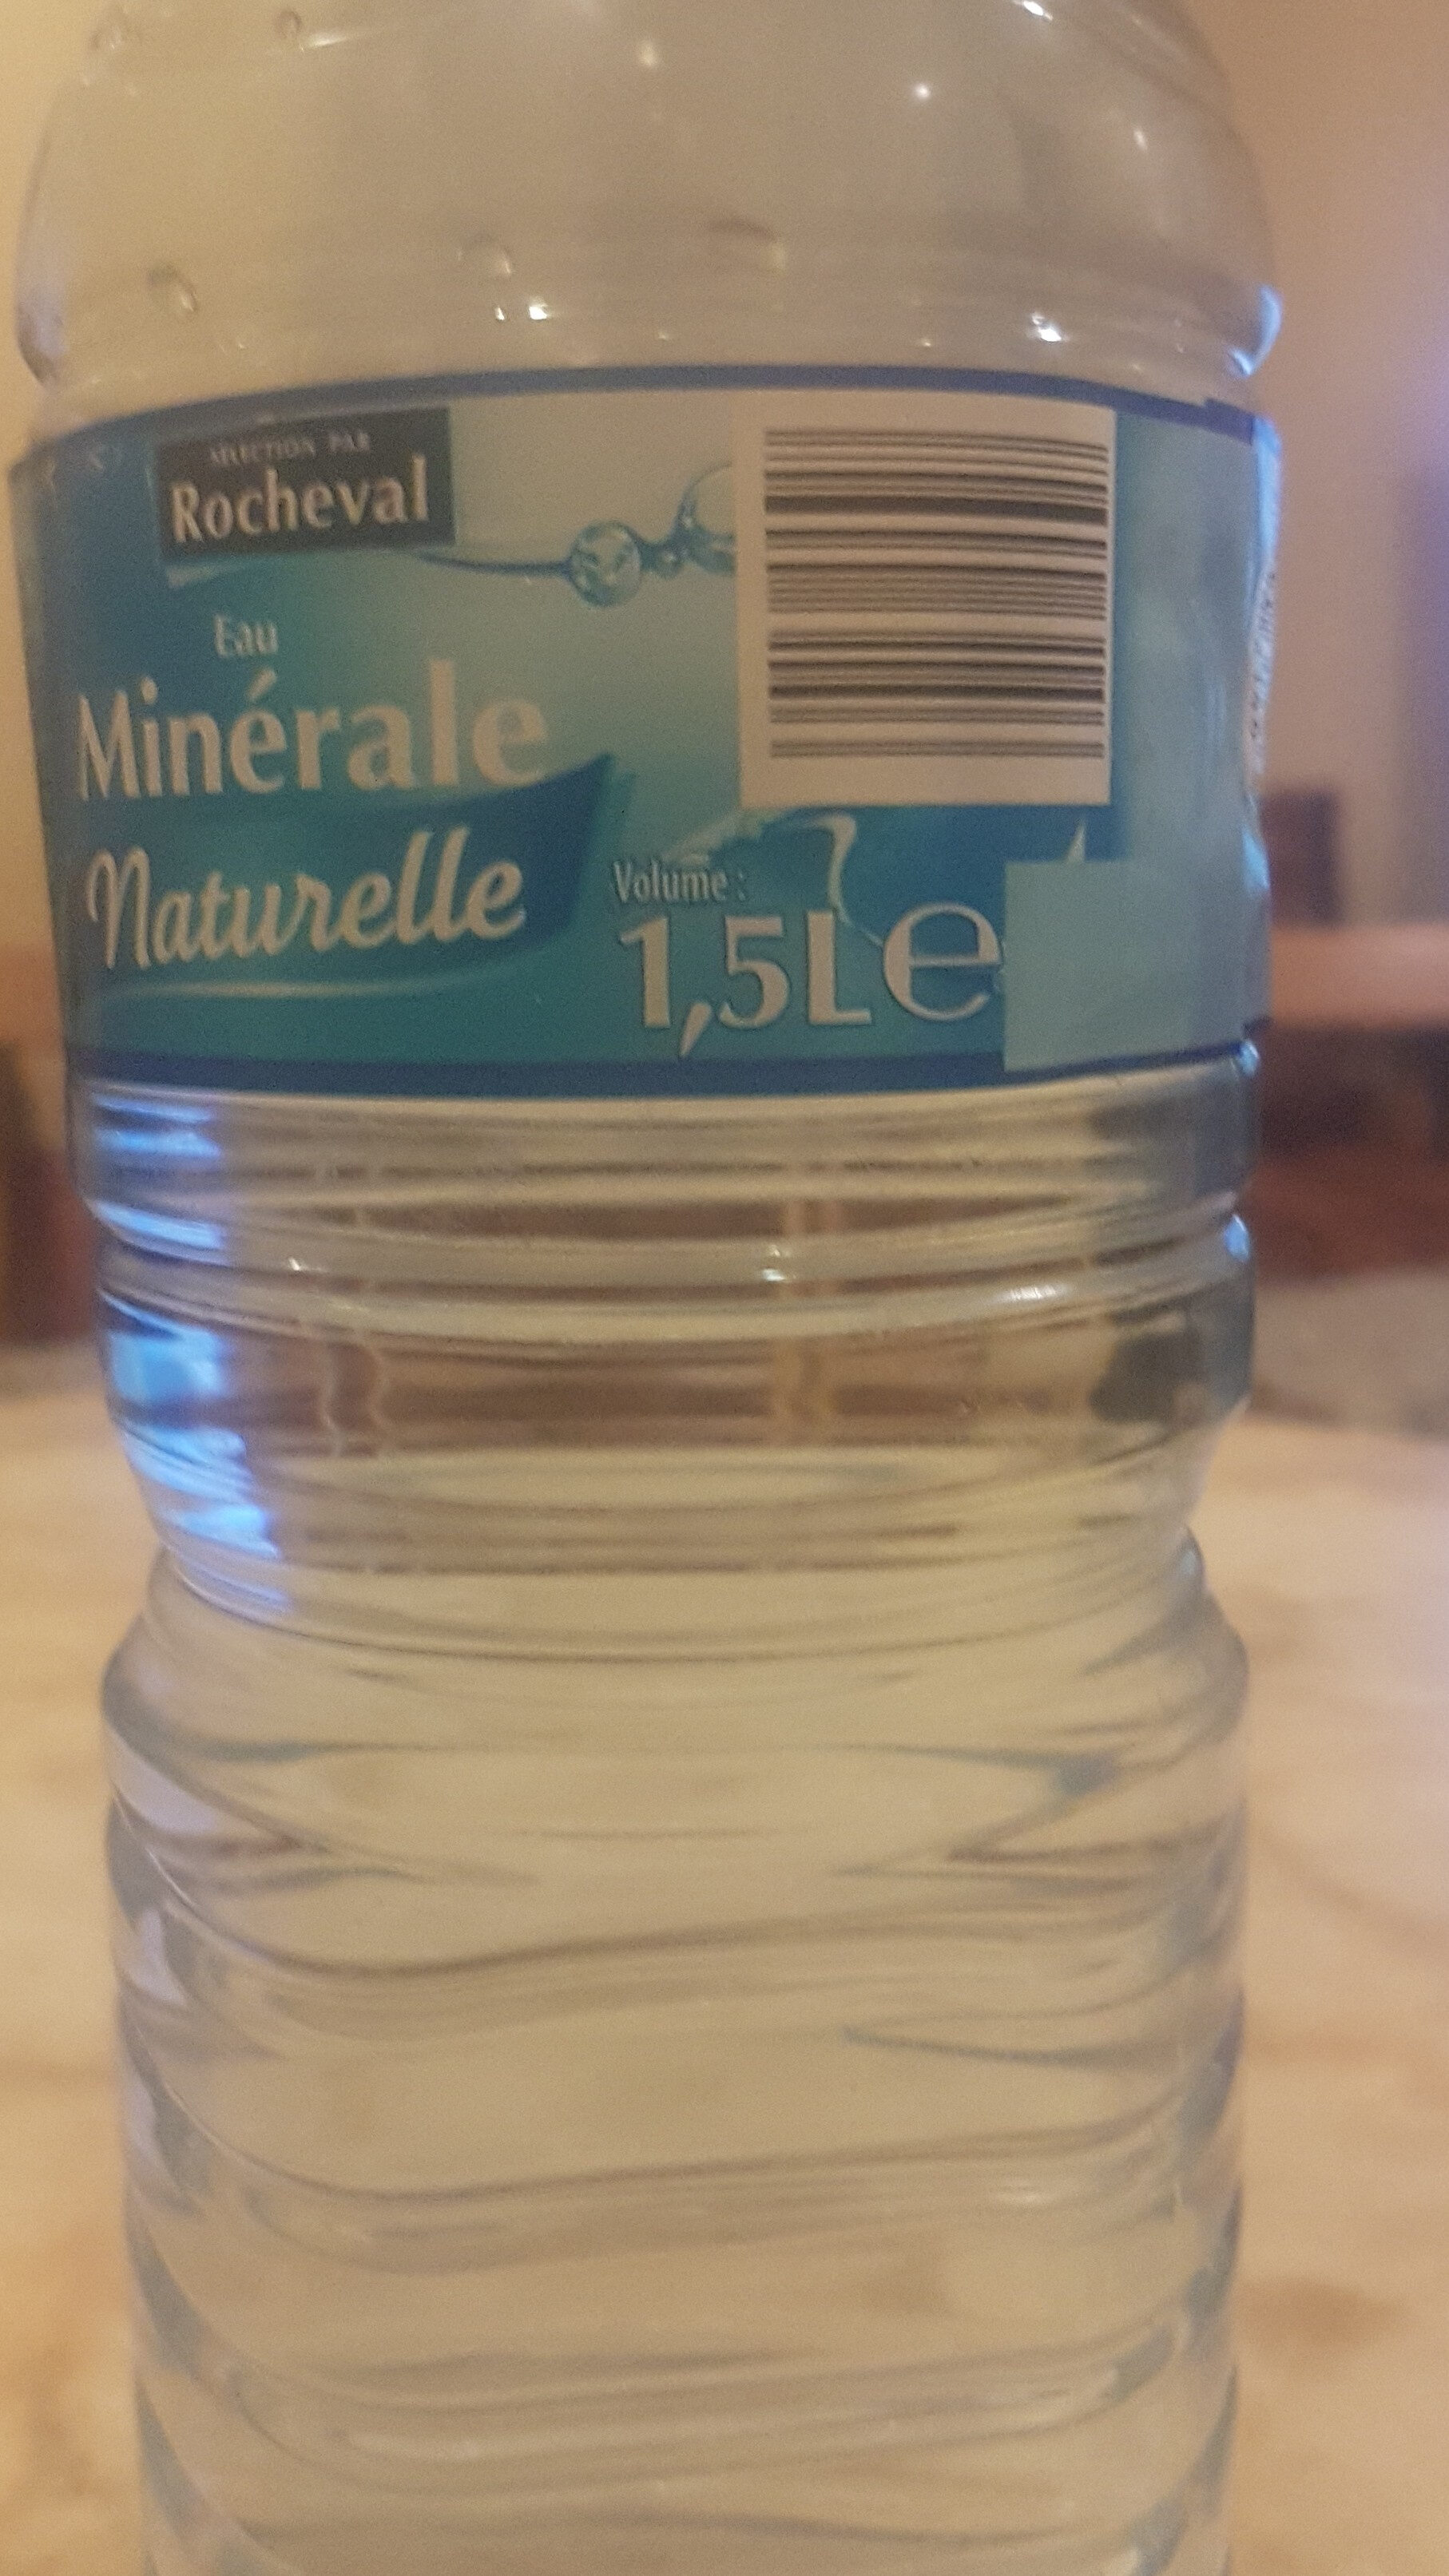 SÉLECTION PAR
Rocheval
Eau
Minérale
Naturelle
Volume :
1,5L e